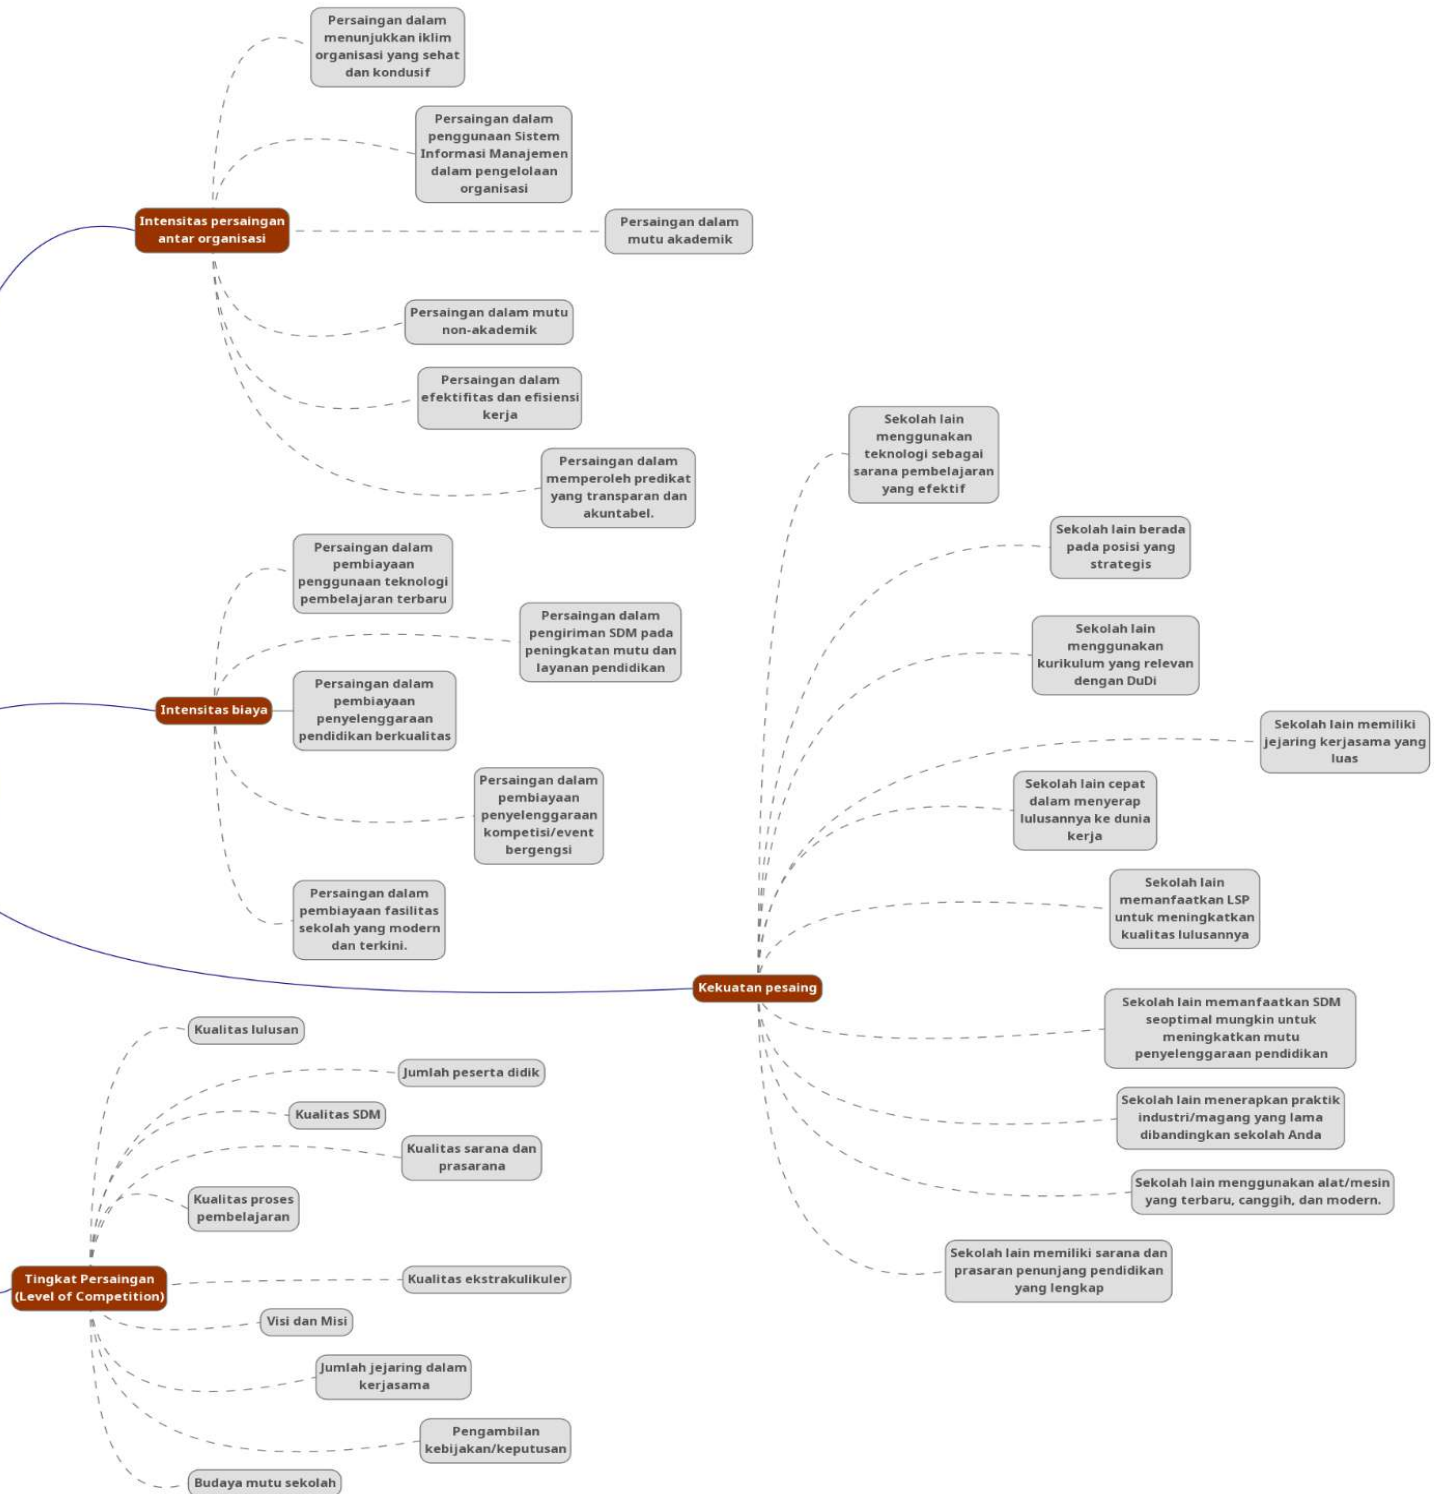 Persaingan dalam
menunjukkan iklim
organisasi yang sehat
dan kondusif
Persaingan dalam
penggunaan Sistem
Informasi Manajemen
dalam pengelolaan
organisasi
Intensitas persaingan
antar organisasi
Persaingan dalam
mutu akademik
Persaingan dalam mutu
non-akademik
Persaingan dalam
efektifitas dan efisiensi
kerja
Persaingan dalam
memperoleh predikat
yang transparan dan
akuntabel.
Persaingan dalam
pembiayaan
penggunaan teknologi
pembelajaran terbaru
Persaingan dalam
pengiriman SDM pada
peningkatan mutu dan
layanan pendidikan
Intensitas biaya
Persaingan dalam
pembiayaan
penyelenggaraan
pendidikan berkualitas
Persaingan dalam
pembiayaan
penyelenggaraan
kompetisi/event
bergengsi
Persaingan dalam
pembiayaan fasilitas
sekolah yang modern
dan terkini.
Sekolah lain
menggunakan
teknologi sebagai
sarana pembelajaran
yang efektif
Sekolah lain berada
pada posisi yang
strategis
Sekolah lain
menggunakan
kurikulum yang relevan
dengan DuDi
Sekolah lain memiliki
jejaring kerjasama yang
luas
Sekolah lain cepat
dalam menyerap
lulusannya ke dunia
kerja
Sekolah lain
memanfaatkan LSP
untuk meningkatkan
kualitas lulusannya
Kekuatan pesaing
Sekolah lain memanfaatkan SDM
seoptimal mungkin untuk
meningkatkan mutu
penyelenggaraan pendidikan
Sekolah lain menerapkan praktik
industri/magang yang lama
dibandingkan sekolah Anda
Sekolah lain menggunakan alat/mesin
yang terbaru, canggih, dan modern.
Sekolah lain memiliki sarana dan
prasaran penunjang pendidikan
yang lengkap
Kualitas lulusan
Jumlah peserta didik
Kualitas SDM
Kualitas sarana dan
prasarana
Kualitas proses
pembelajaran
Tingkat Persaingan
(Level of Competition)
Kualitas ekstrakulikuler
Visi dan Misi
Jumlah jejaring dalam
kerjasama
Pengambilan
kebijakan/keputusan
Budaya mutu sekolah